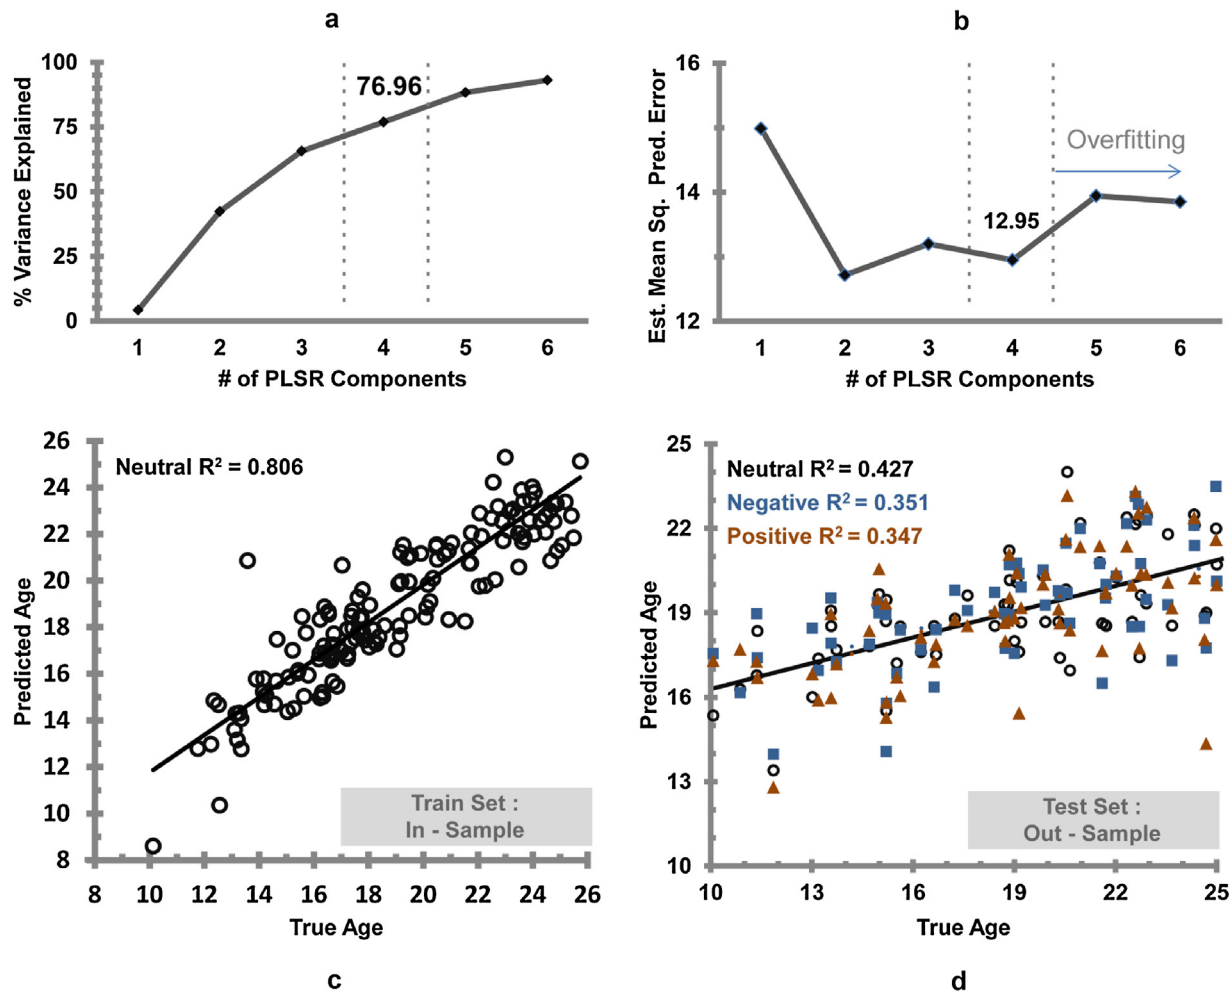 a
100
75
50
25
0
% Variance Explained
76.96
1 2 3 4 5 6
# of PLSR Components
b
16
14
12
Est. Mean Sq. Pred. Error
Overfitting
12.95
1 2 3 4 5 6
# of PLSR Components
26
24
22
20
18
16
14
12
10
8
Predicted Age
Neutral R² = 0.806
Train Set :
In - Sample
8 10 12 14 16 18 20 22 24 26
True Age
c
25
22
19
16
13
10
Predicted Age
Neutral R² = 0.427
Negative R² = 0.351
Positive R² = 0.347
Test Set :
Out - Sample
10 13 16 19 22 25
True Age
d